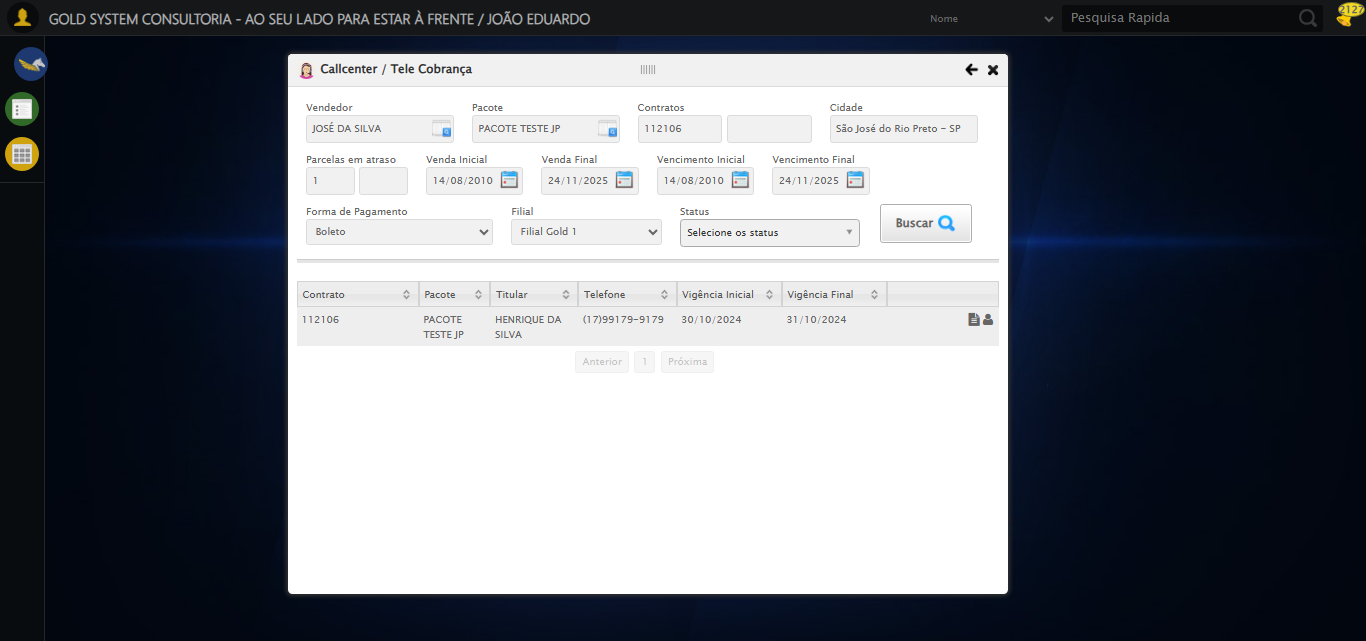 GOLD SYSTEM CONSULTORIA - AO SEU LADO PARA ESTAR À FRENTE / JOÃO EDUARDO
Nome
Pesquisa Rapida
2127
Callcenter / Tele Cobrança
Vendedor Pacote Contratos Cidade
JOSÉ DA SILVA PACOTE TESTE JP 112106 São José do Rio Preto - SP
Parcelas em atraso Venda Inicial Venda Final Vencimento Inicial Vencimento Final
1 14/08/2010 24/11/2025 14/08/2010 24/11/2025
Forma de Pagamento Filial Status
Boleto Filial Gold 1 Selecione os status Buscar
Contrato Pacote Titular Telefone Vigência Inicial Vigência Final
112106 PACOTE HENRIQUE DA (17)99179-9179 30/10/2024 31/10/2024
TESTE JP SILVA
Anterior 1 Próxima